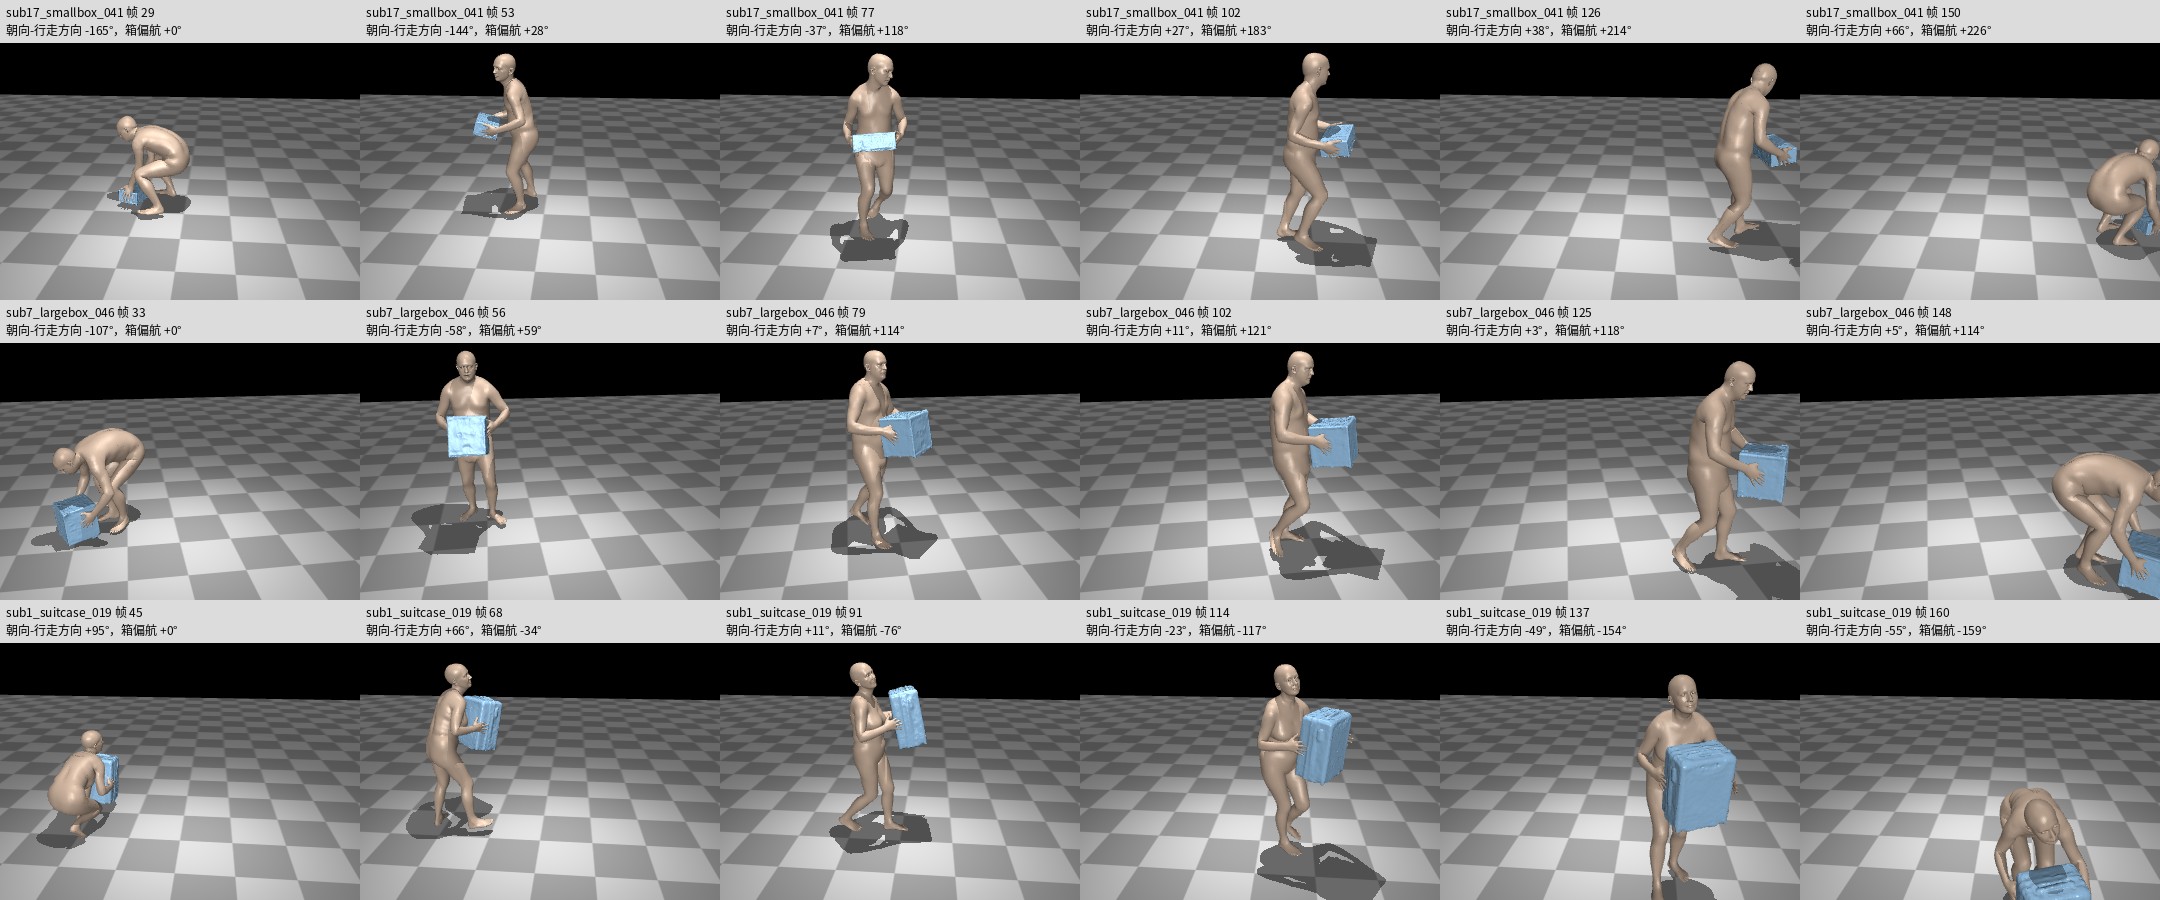 sub17_smallbox_041 帧 29
朝向-行走方向 -165°，箱偏航 +0°
sub17_smallbox_041 帧 53
朝向-行走方向 -144°，箱偏航 +28°
sub17_smallbox_041 帧 77
朝向-行走方向 -37°，箱偏航 +118°
sub17_smallbox_041 帧 102
朝向-行走方向 +27°，箱偏航 +183°
sub17_smallbox_041 帧 126
朝向-行走方向 +38°，箱偏航 +214°
sub17_smallbox_041 帧 150
朝向-行走方向 +66°，箱偏航 +226°
sub7_largebox_046 帧 33
朝向-行走方向 -107°，箱偏航 +0°
sub7_largebox_046 帧 56
朝向-行走方向 -58°，箱偏航 +59°
sub7_largebox_046 帧 79
朝向-行走方向 +7°，箱偏航 +114°
sub7_largebox_046 帧 102
朝向-行走方向 +11°，箱偏航 +121°
sub7_largebox_046 帧 125
朝向-行走方向 +3°，箱偏航 +118°
sub7_largebox_046 帧 148
朝向-行走方向 +5°，箱偏航 +114°
sub1_suitcase_019 帧 45
朝向-行走方向 +95°，箱偏航 +0°
sub1_suitcase_019 帧 68
朝向-行走方向 +66°，箱偏航 -34°
sub1_suitcase_019 帧 91
朝向-行走方向 +11°，箱偏航 -76°
sub1_suitcase_019 帧 114
朝向-行走方向 -23°，箱偏航 -117°
sub1_suitcase_019 帧 137
朝向-行走方向 -49°，箱偏航 -154°
sub1_suitcase_019 帧 160
朝向-行走方向 -55°，箱偏航 -159°